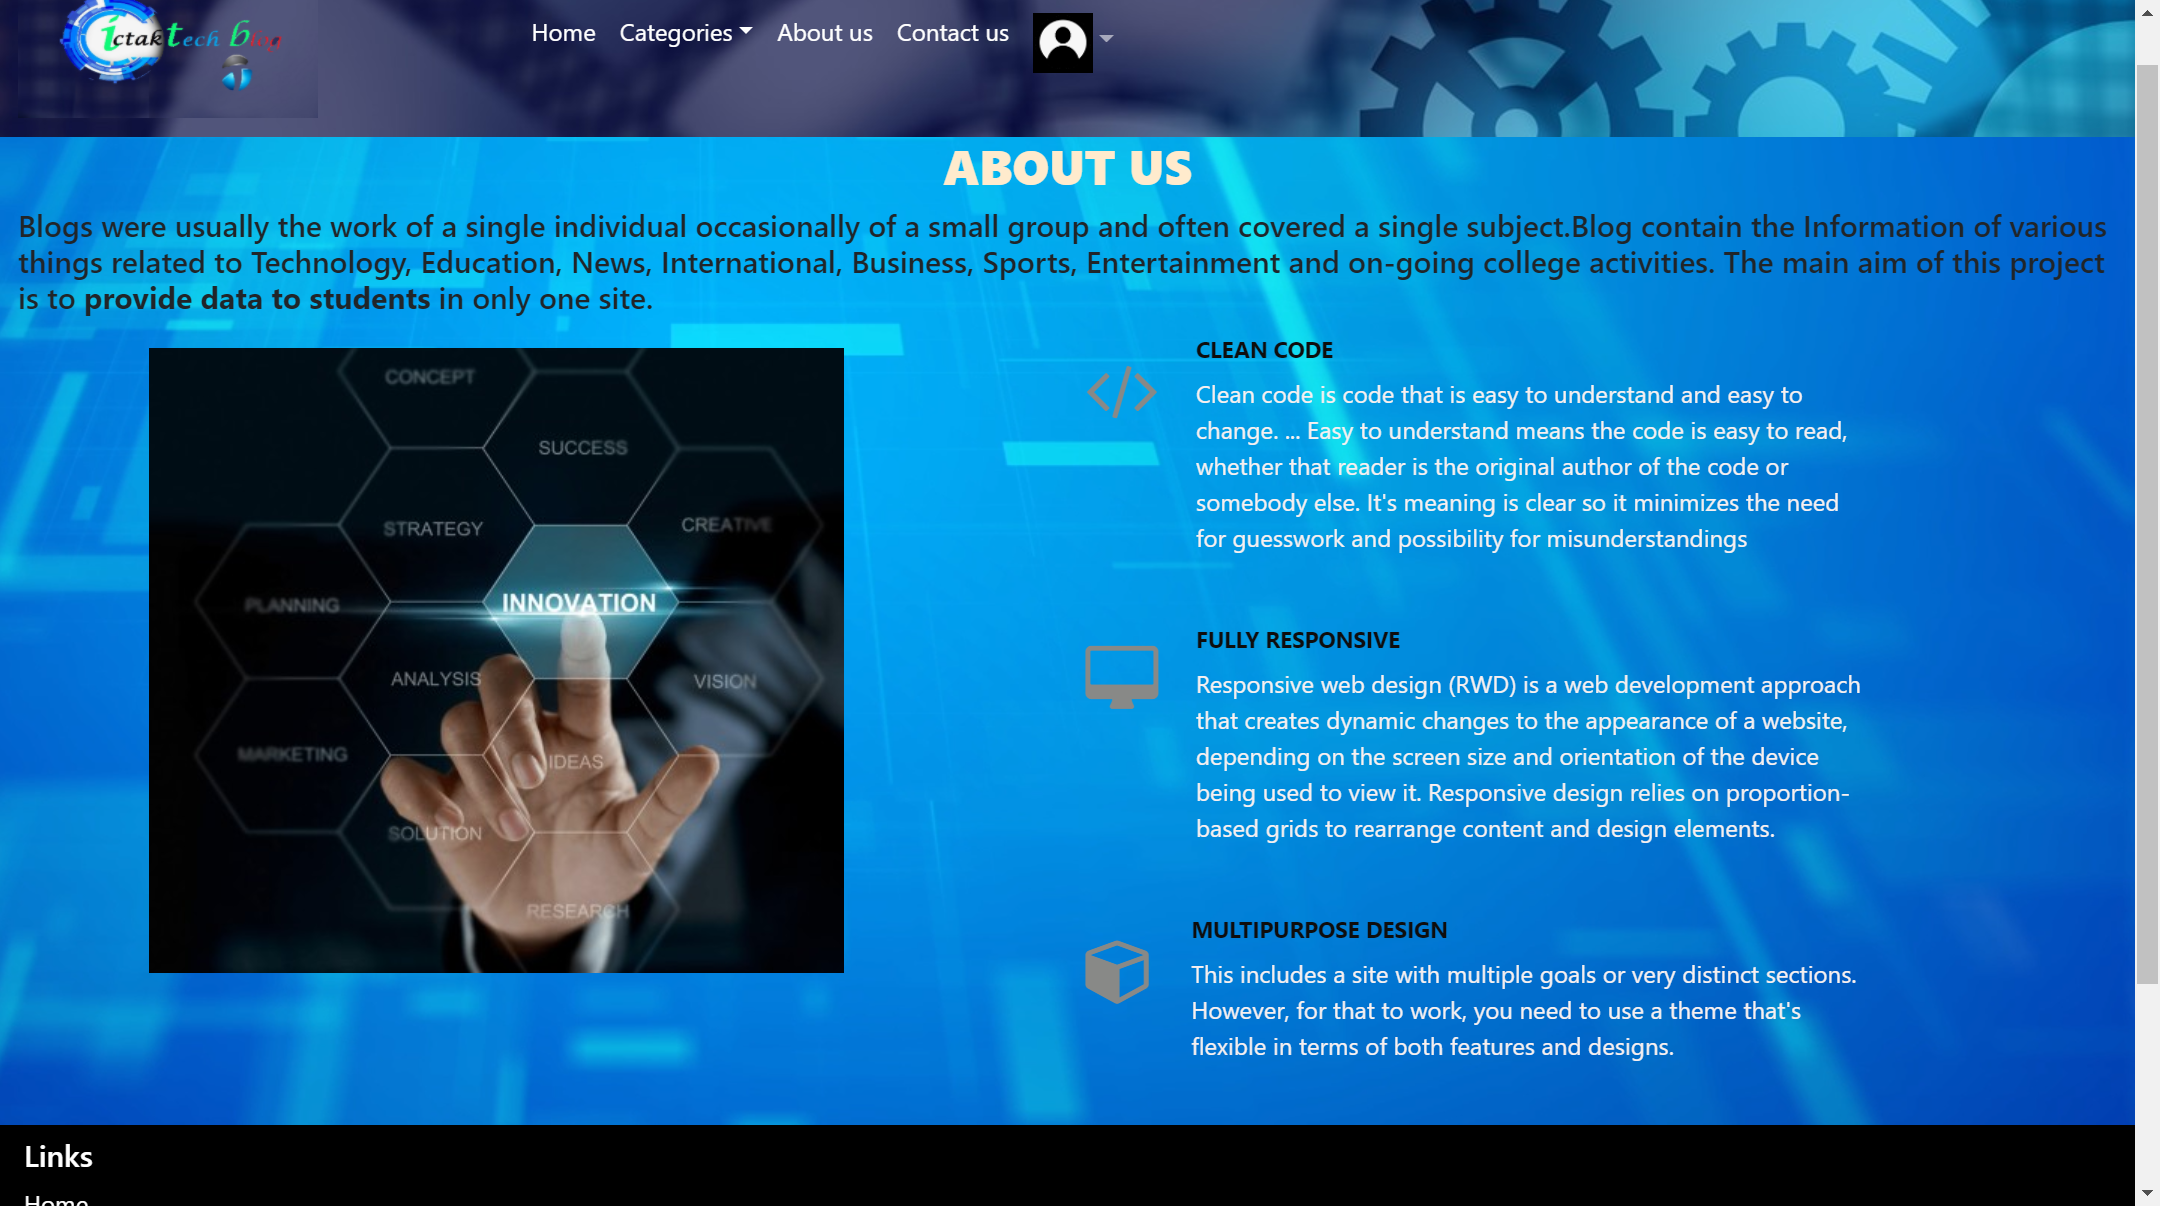 ictak tech blog
Home Categories About us Contact us
ABOUT US
Blogs were usually the work of a single individual occasionally of a small group and often covered a single subject.Blog contain the Information of various
things related to Technology, Education, News, International, Business, Sports, Entertainment and on-going college activities. The main aim of this project
is to provide data to students in only one site.
CONCEPT
SUCCESS
STRATEGY
CREATIVE
PLANNING
INNOVATION
ANALYSIS
VISION
MARKETING
IDEAS
SOLUTION
RESEARCH
CLEAN CODE
Clean code is code that is easy to understand and easy to
change. ... Easy to understand means the code is easy to read,
whether that reader is the original author of the code or
somebody else. It's meaning is clear so it minimizes the need
for guesswork and possibility for misunderstandings
FULLY RESPONSIVE
Responsive web design (RWD) is a web development approach
that creates dynamic changes to the appearance of a website,
depending on the screen size and orientation of the device
being used to view it. Responsive design relies on proportion-
based grids to rearrange content and design elements.
MULTIPURPOSE DESIGN
This includes a site with multiple goals or very distinct sections.
However, for that to work, you need to use a theme that's
flexible in terms of both features and designs.
Links
Home